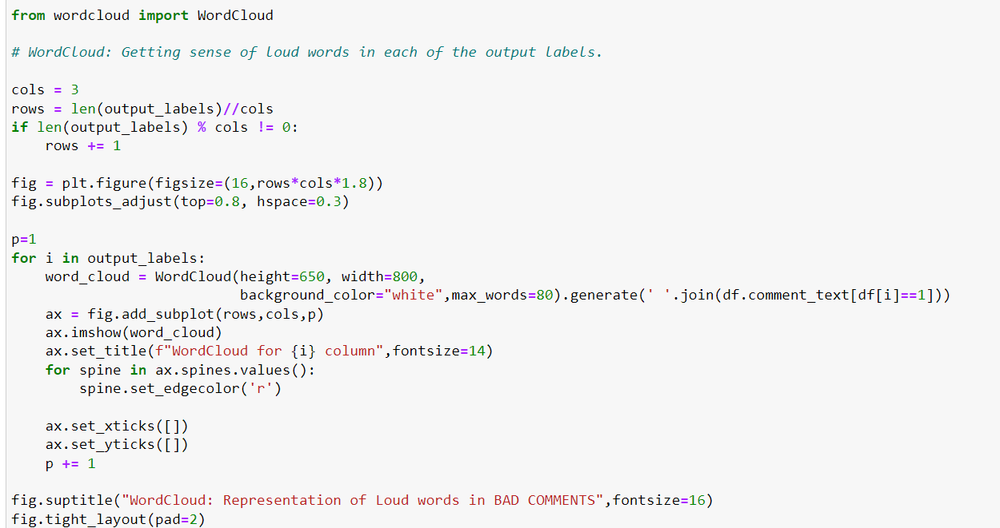 from wordcloud import WordCloud
# WordCloud: Getting sense of loud words in each of the output labels.
cols = 3
rows = len(output_labels)//cols
if len(output_labels) % cols != 0:
    rows += 1
fig = plt.figure(figsize=(16,rows*cols*1.8))
fig.subplots_adjust(top=0.8, hspace=0.3)
p=1
for i in output_labels:
    word_cloud = WordCloud(height=650, width=800,
                           background_color="white",max_words=80).generate(' '.join(df.comment_text[df[i]==1]))
    ax = fig.add_subplot(rows,cols,p)
    ax.imshow(word_cloud)
    ax.set_title(f"WordCloud for {i} column",fontsize=14)
    for spine in ax.spines.values():
        spine.set_edgecolor('r')
    ax.set_xticks([])
    ax.set_yticks([])
    p += 1
fig.suptitle("WordCloud: Representation of Loud words in BAD COMMENTS",fontsize=16)
fig.tight_layout(pad=2)